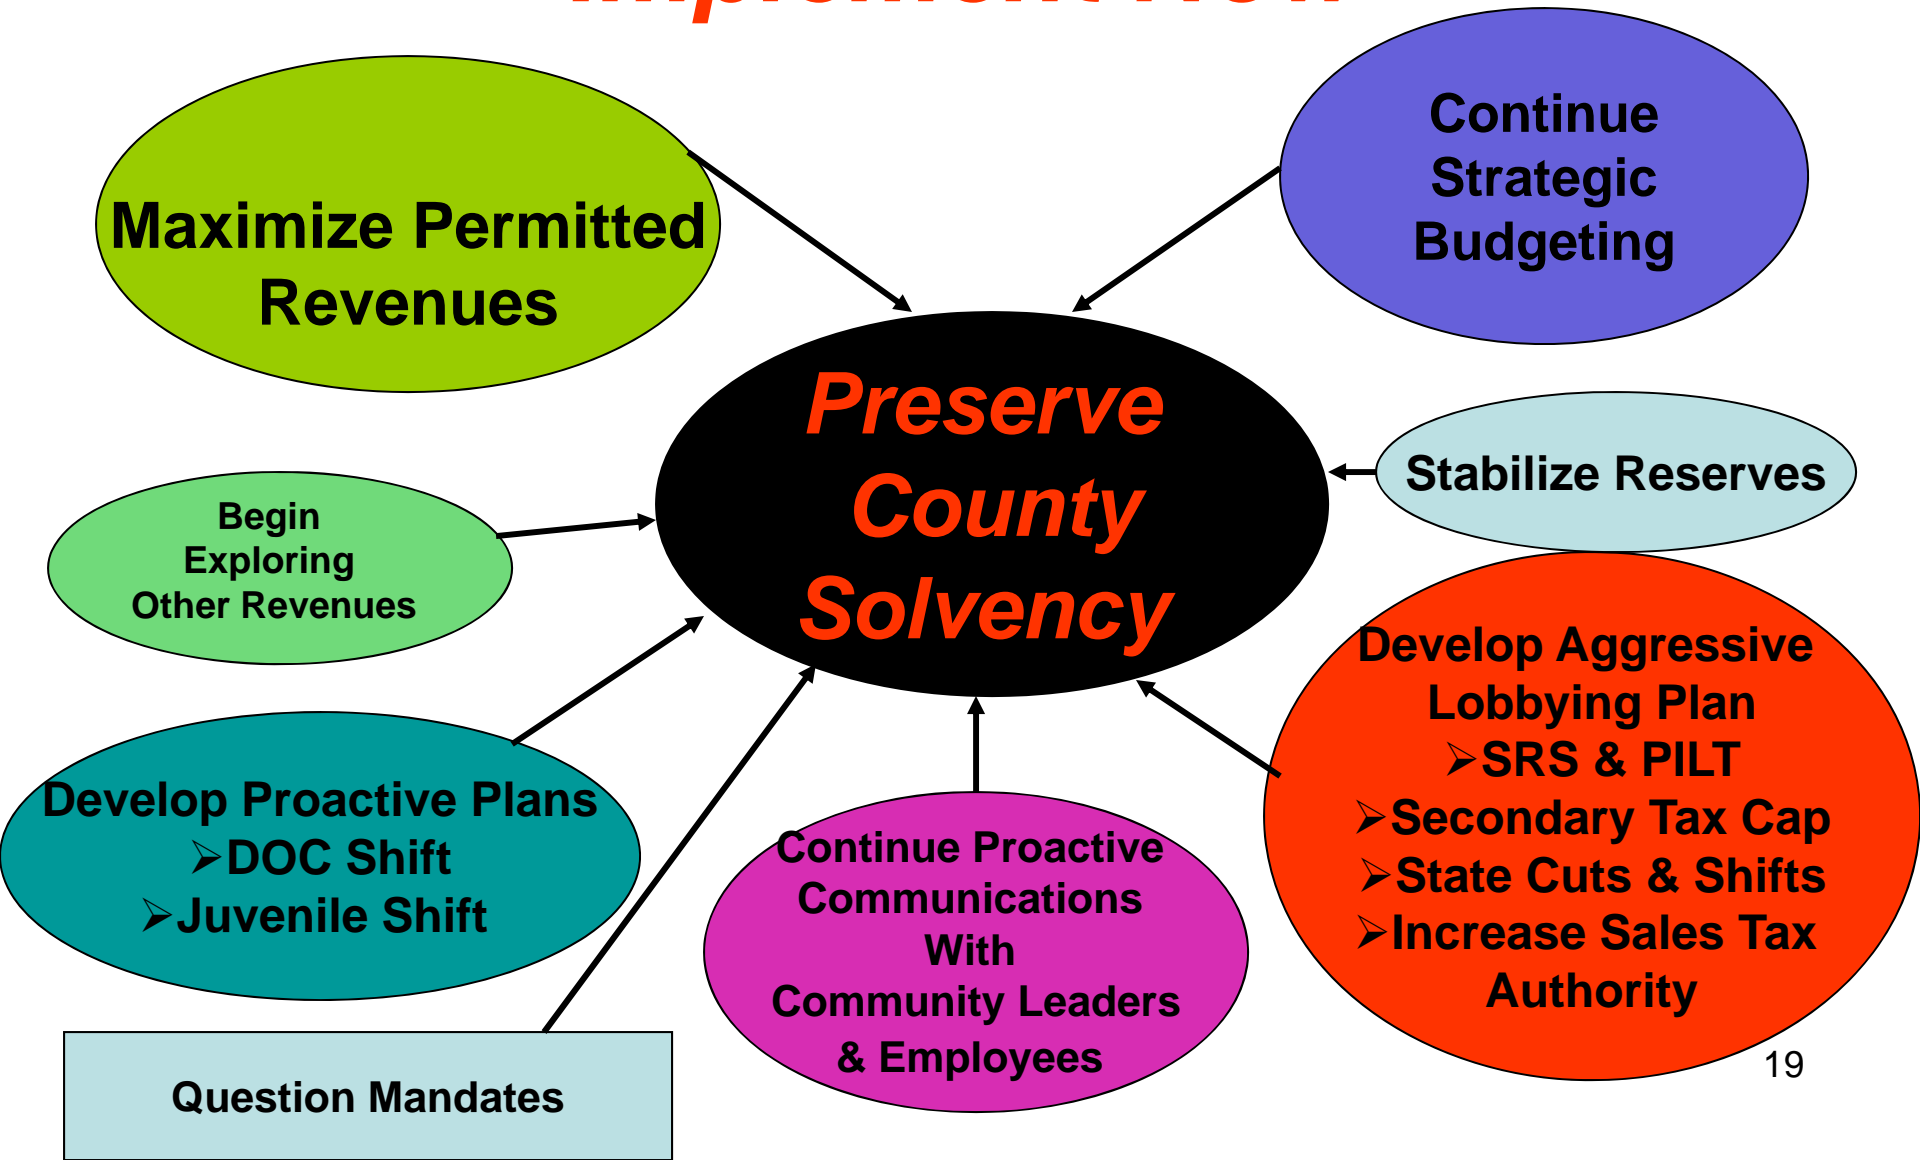 Implement Now
Maximize Permitted
Revenues
Continue
Strategic
Budgeting
Preserve
County
Solvency
Stabilize Reserves
Begin
Exploring
Other Revenues
Develop Aggressive
Lobbying Plan
➢SRS & PILT
➢Secondary Tax Cap
➢State Cuts & Shifts
➢Increase Sales Tax
Authority
Develop Proactive Plans
➢DOC Shift
➢Juvenile Shift
Continue Proactive
Communications
With
Community Leaders
& Employees
Question Mandates
19